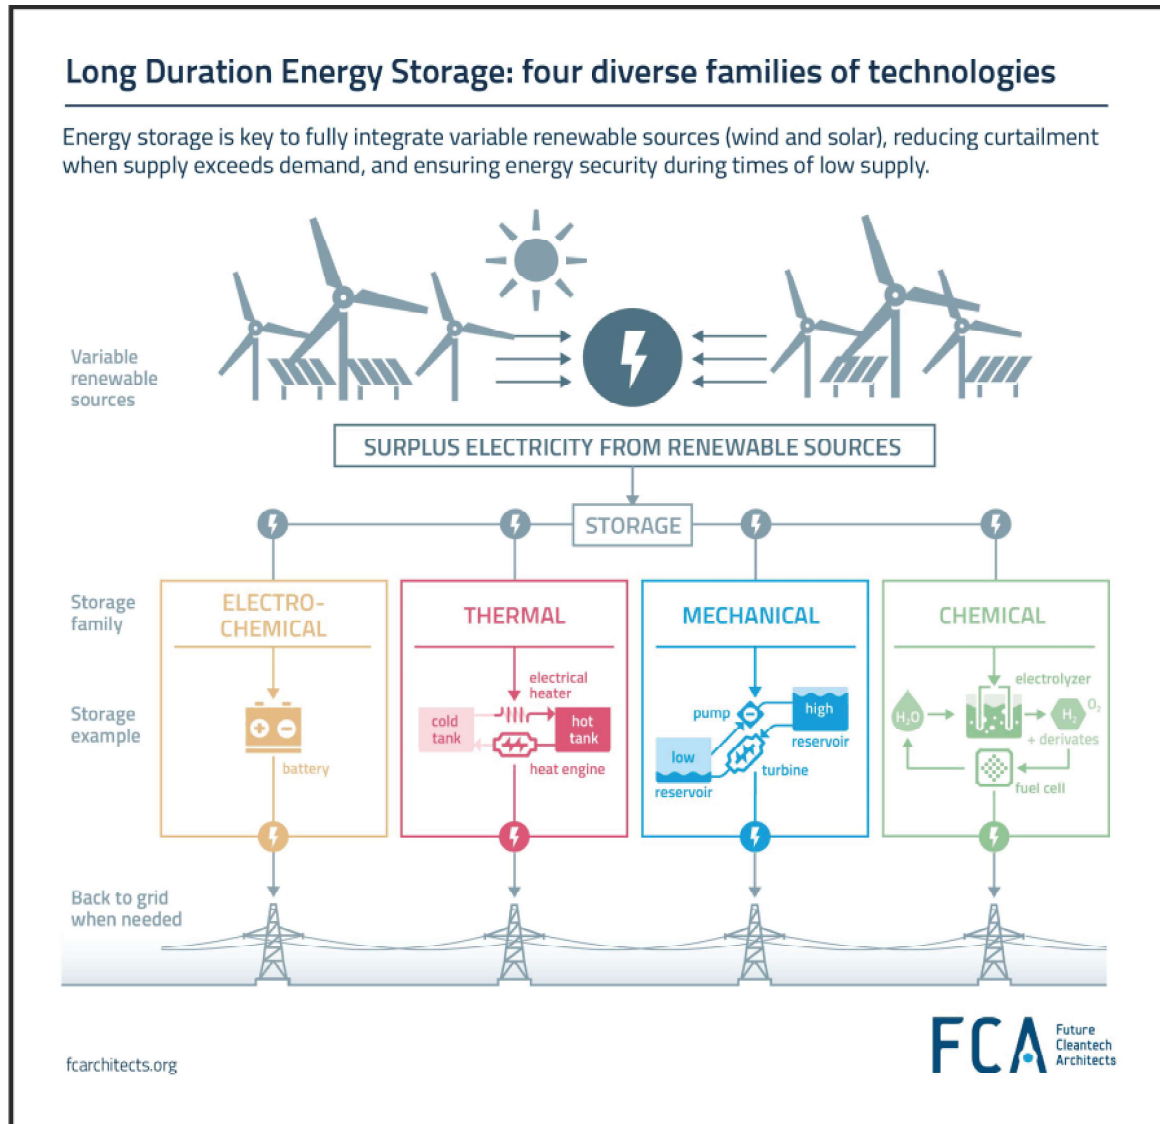 Long Duration Energy Storage: four diverse families of technologies
Energy storage is key to fully integrate variable renewable sources (wind and solar), reducing curtailment
when supply exceeds demand, and ensuring energy security during times of low supply.
Variable
renewable
sources
SURPLUS ELECTRICITY FROM RENEWABLE SOURCES
STORAGE
Storage
family
ELECTRO-
CHEMICAL
THERMAL
MECHANICAL
CHEMICAL
Storage
example
battery
electrical
heater
cold
tank
hot
tank
heat engine
pump
high
reservoir
low
reservoir
turbine
electrolyzer
H₂O
H₂
O₂
+ derivates
fuel cell
Back to grid
when needed
fcarchitects.org
FCA
Future
Cleantech
Architects